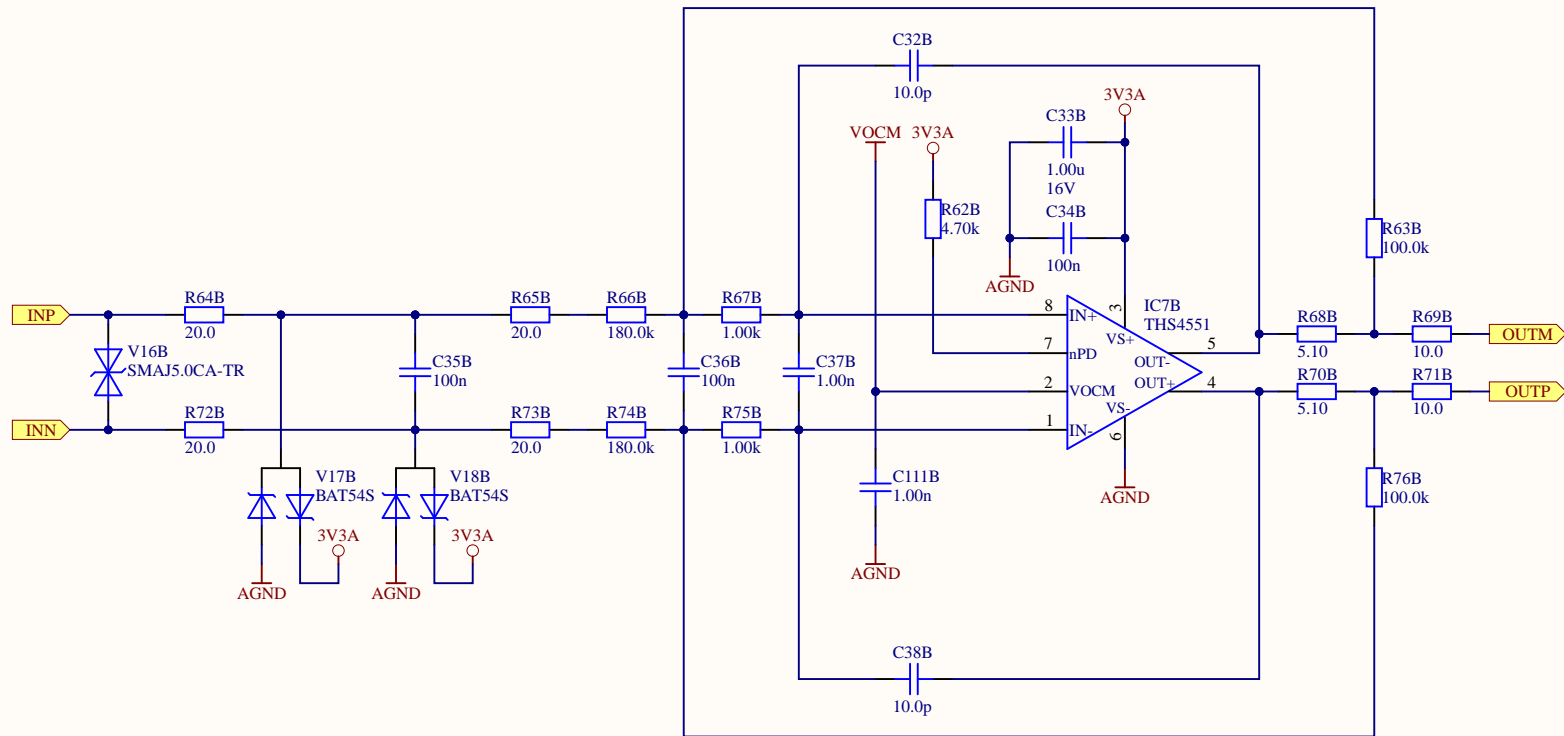 C32B
10.0p
3V3A
C33B
1.00u
16V
VOCM
3V3A
R62B
4.70k
C34B
100n
AGND
R63B
100.0k
INP
R64B
20.0
R65B
20.0
R66B
180.0k
R67B
1.00k
8
IN+
3
VS+
IC7B
THS4551
R68B
5.10
R69B
10.0
OUTM
V16B
SMAJ5.0CA-TR
C35B
100n
C36B
100n
C37B
1.00n
7
nPD
OUT-
5
2
VOCM
OUT+
4
R70B
5.10
R71B
10.0
OUTP
INN
R72B
20.0
R73B
20.0
R74B
180.0k
R75B
1.00k
1
IN-
VS-
6
V17B
BAT54S
V18B
BAT54S
C111B
1.00n
AGND
R76B
100.0k
3V3A
3V3A
AGND
AGND
AGND
C38B
10.0p